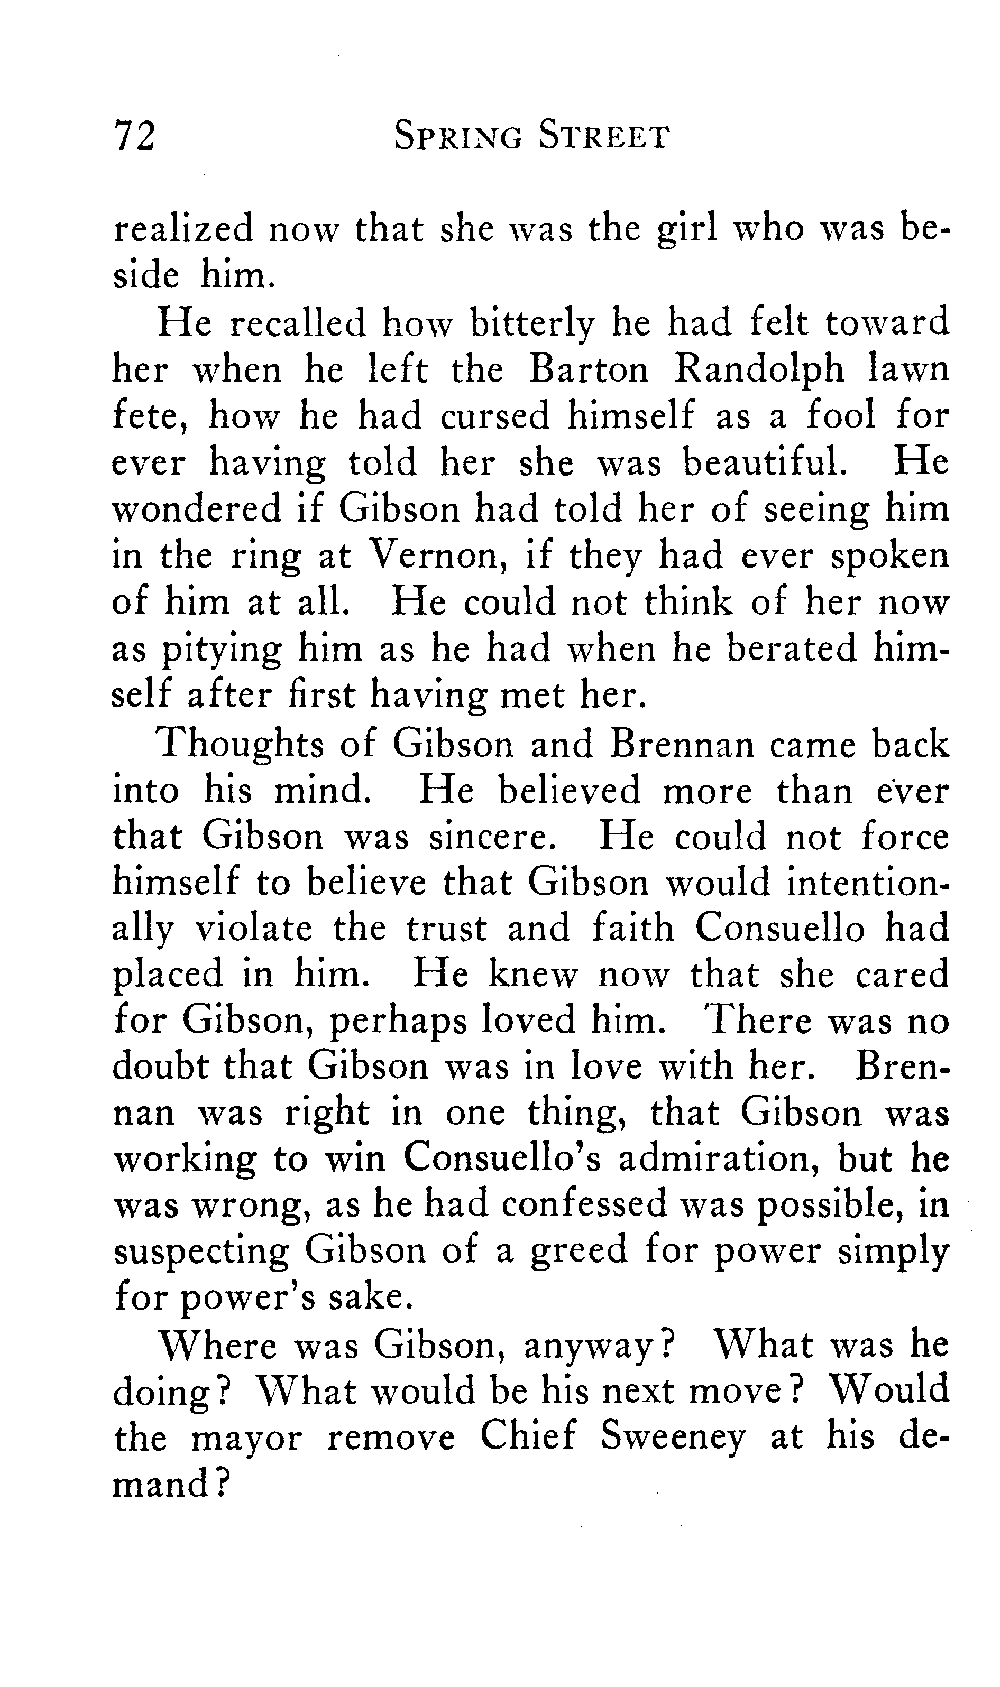 72 SPRING STREET
realized now that she was the girl who was be-
side him.
He recalled how bitterly he had felt toward
her when he left the Barton Randolph lawn
fete, how he had cursed himself as a fool for
ever having told her she was beautiful. He
wondered if Gibson had told her of seeing him
in the ring at Vernon, if they had ever spoken
of him at all. He could not think of her now
as pitying him as he had when he berated him-
self after first having met her.
Thoughts of Gibson and Brennan came back
into his mind. He believed more than ever
that Gibson was sincere. He could not force
himself to believe that Gibson would intention-
ally violate the trust and faith Consuello had
placed in him. He knew now that she cared
for Gibson, perhaps loved him. There was no
doubt that Gibson was in love with her. Bren-
nan was right in one thing, that Gibson was
working to win Consuello's admiration, but he
was wrong, as he had confessed was possible, in
suspecting Gibson of a greed for power simply
for power's sake.
Where was Gibson, anyway? What was he
doing? What would be his next move? Would
the mayor remove Chief Sweeney at his de-
mand?